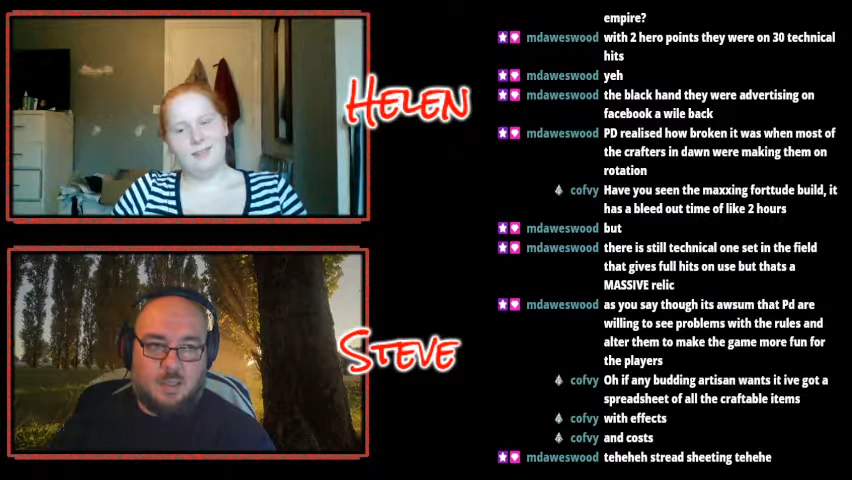 HELEN
STEVE
empire?
mdaweswood with 2 hero points they were on 30 technical
hits
mdaweswood yeh
mdaweswood the black hand they were advertising on
facebook a wile back
mdaweswood PD realised how broken it was when most of
the crafters in dawn were making them on
rotation
cofvy Have you seen the maxxing forttude build, it
has a bleed out time of like 2 hours
mdaweswood but
mdaweswood there is still technical one set in the field
that gives full hits on use but thats a
MASSIVE relic
mdaweswood as you say though its awsum that Pd are
willing to see problems with the rules and
alter them to make the game more fun for
the players
cofvy Oh if any budding artisan wants it ive got a
spreadsheet of all the craftable items
cofvy with effects
cofvy and costs
mdaweswood teheheh stread sheeting tehehe